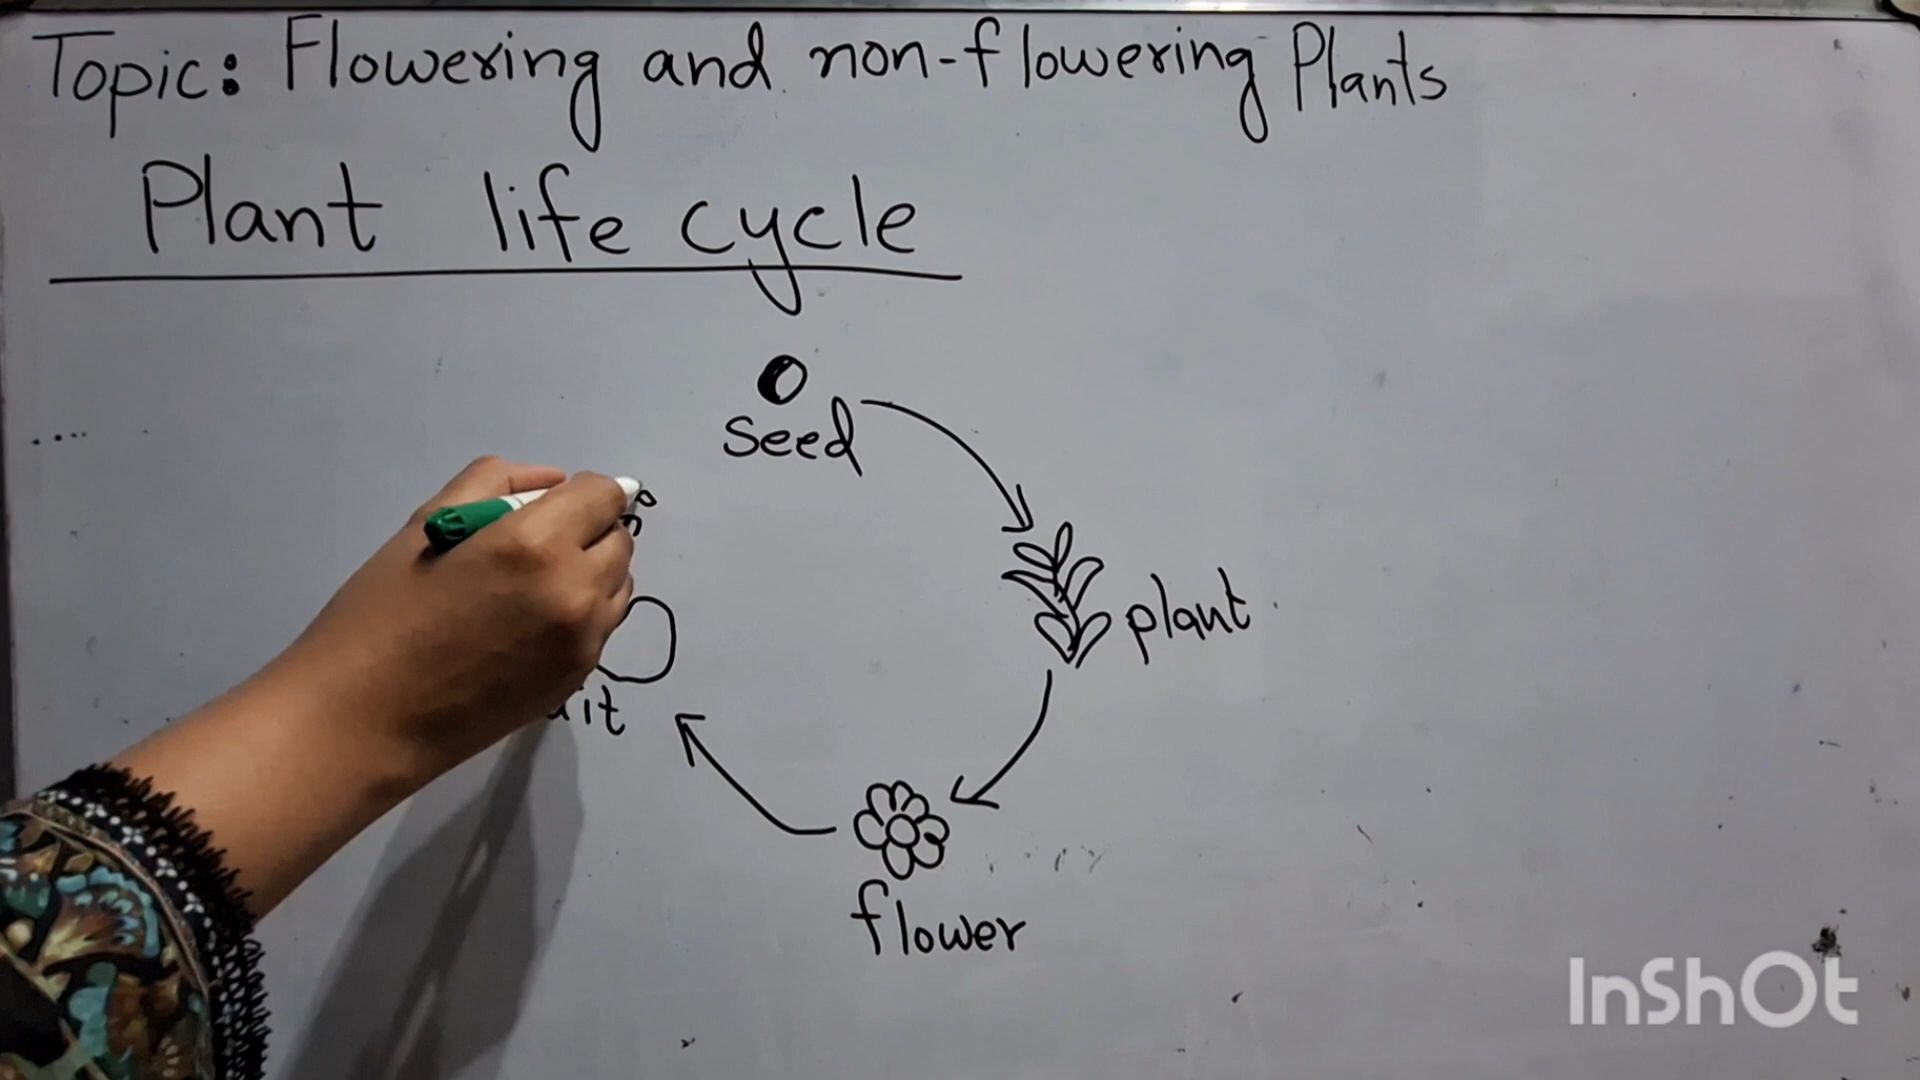 Topic: Flowering and non-flowering Plants
Plant life cycle
seed
plant
flower
InShOt